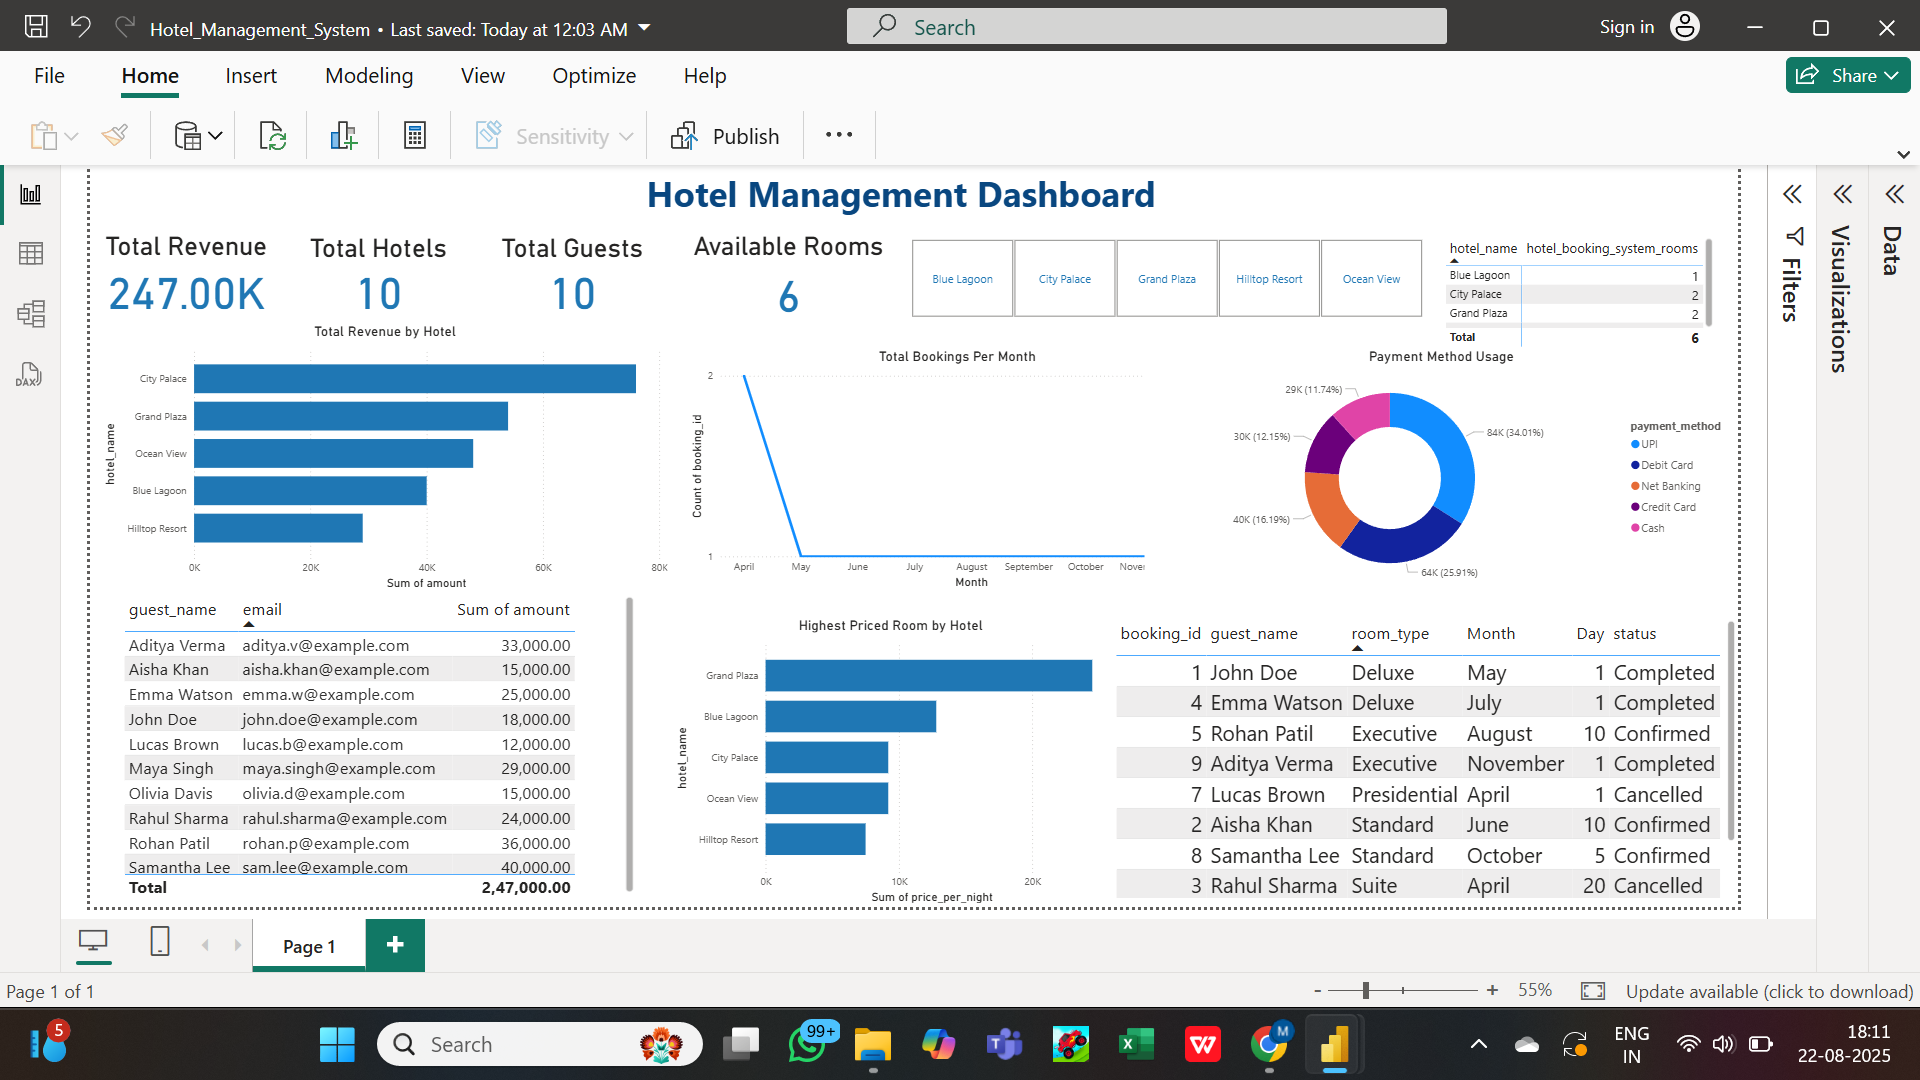 Hotel_Management_System • Last saved: Today at 12:03 AM
Search
Sign in
File Home Insert Modeling View Optimize Help
Share
Sensitivity
Publish
Hotel Management Dashboard
Total Revenue
247.00K
Total Hotels
10
Total Guests
10
Available Rooms
6
Blue Lagoon
City Palace
Grand Plaza
Hilltop Resort
Ocean View
hotel_name hotel_booking_system_rooms
Blue Lagoon 1
City Palace 2
Grand Plaza 2
Total 6
Filters
Visualizations
Data
DAX
Total Revenue by Hotel
hotel_name
City Palace
Grand Plaza
Ocean View
Blue Lagoon
Hilltop Resort
0K 20K 40K 60K 80K
Sum of amount
Total Bookings Per Month
Count of booking_id
2
1
April May June July August September October Nove
Month
Payment Method Usage
29K (11.74%)
30K (12.15%)
84K (34.01%)
40K (16.19%)
64K (25.91%)
payment_method
UPI
Debit Card
Net Banking
Credit Card
Cash
guest_name email Sum of amount
Aditya Verma aditya.v@example.com 33,000.00
Aisha Khan aisha.khan@example.com 15,000.00
Emma Watson emma.w@example.com 25,000.00
John Doe john.doe@example.com 18,000.00
Lucas Brown lucas.b@example.com 12,000.00
Maya Singh maya.singh@example.com 29,000.00
Olivia Davis olivia.d@example.com 15,000.00
Rahul Sharma rahul.sharma@example.com 24,000.00
Rohan Patil rohan.p@example.com 36,000.00
Samantha Lee sam.lee@example.com 40,000.00
Total 2,47,000.00
Highest Priced Room by Hotel
hotel_name
Grand Plaza
Blue Lagoon
City Palace
Ocean View
Hilltop Resort
0K 10K 20K
Sum of price_per_night
booking_id guest_name room_type Month Day status
1 John Doe Deluxe May 1 Completed
4 Emma Watson Deluxe July 1 Completed
5 Rohan Patil Executive August 10 Confirmed
9 Aditya Verma Executive November 1 Completed
7 Lucas Brown Presidential April 1 Cancelled
2 Aisha Khan Standard June 10 Confirmed
8 Samantha Lee Standard October 5 Confirmed
3 Rahul Sharma Suite April 20 Cancelled
Page 1
Page 1 of 1
- + 55%
Update available (click to download)
5
Search
99+
M
ENG
IN
18:11
22-08-2025